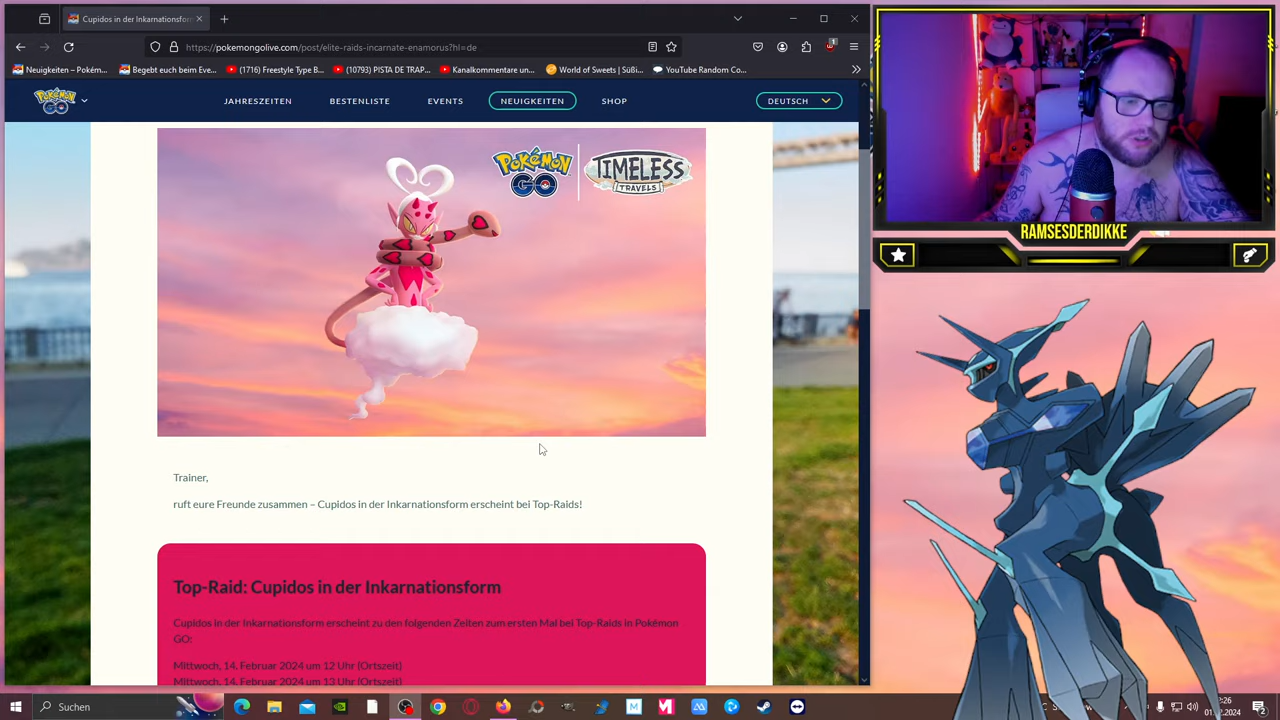 Cupidos in der Inkarnationsform
https://pokemongolive.com/post/elite-raids-incarnate-enamorus?hl=de
Neuigkeiten – Pokém...
Begebt euch beim Eve...
(1716) Freestyle Type B...
(10793) PISTA DE TRAP...
Kanalkommentare un...
World of Sweets | Süßi...
YouTube Random Co...
Pokémon GO
JAHRESZEITEN
BESTENLISTE
EVENTS
NEUIGKEITEN
SHOP
DEUTSCH
Pokémon GO
TIMELESS
TRAVELS
Trainer,
ruft eure Freunde zusammen – Cupidos in der Inkarnationsform erscheint bei Top-Raids!
Top-Raid: Cupidos in der Inkarnationsform
Cupidos in der Inkarnationsform erscheint zu den folgenden Zeiten zum ersten Mal bei Top-Raids in Pokémon
GO:
Mittwoch, 14. Februar 2024 um 12 Uhr (Ortszeit)
Mittwoch, 14. Februar 2024 um 13 Uhr (Ortszeit)
RAMSESDERDIKKE
Suchen